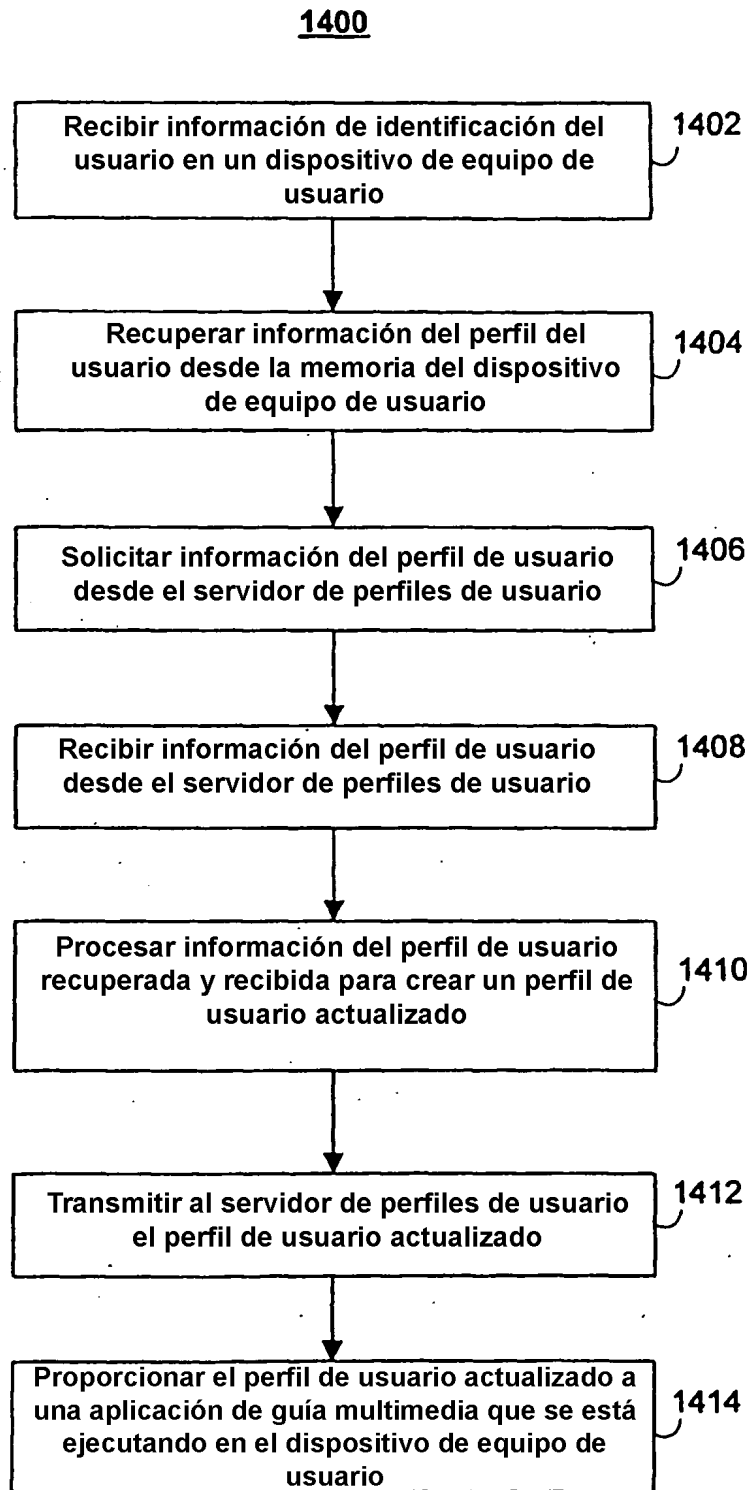 1400
Recibir información de identificación del
usuario en un dispositivo de equipo de
usuario
1402
Recuperar información del perfil del
usuario desde la memoria del dispositivo
de equipo de usuario
1404
Solicitar información del perfil de usuario
desde el servidor de perfiles de usuario
1406
Recibir información del perfil de usuario
desde el servidor de perfiles de usuario
1408
Procesar información del perfil de usuario
recuperada y recibida para crear un perfil de
usuario actualizado
1410
Transmitir al servidor de perfiles de usuario
el perfil de usuario actualizado
1412
Proporcionar el perfil de usuario actualizado a
una aplicación de guía multimedia que se está
ejecutando en el dispositivo de equipo de
usuario
1414